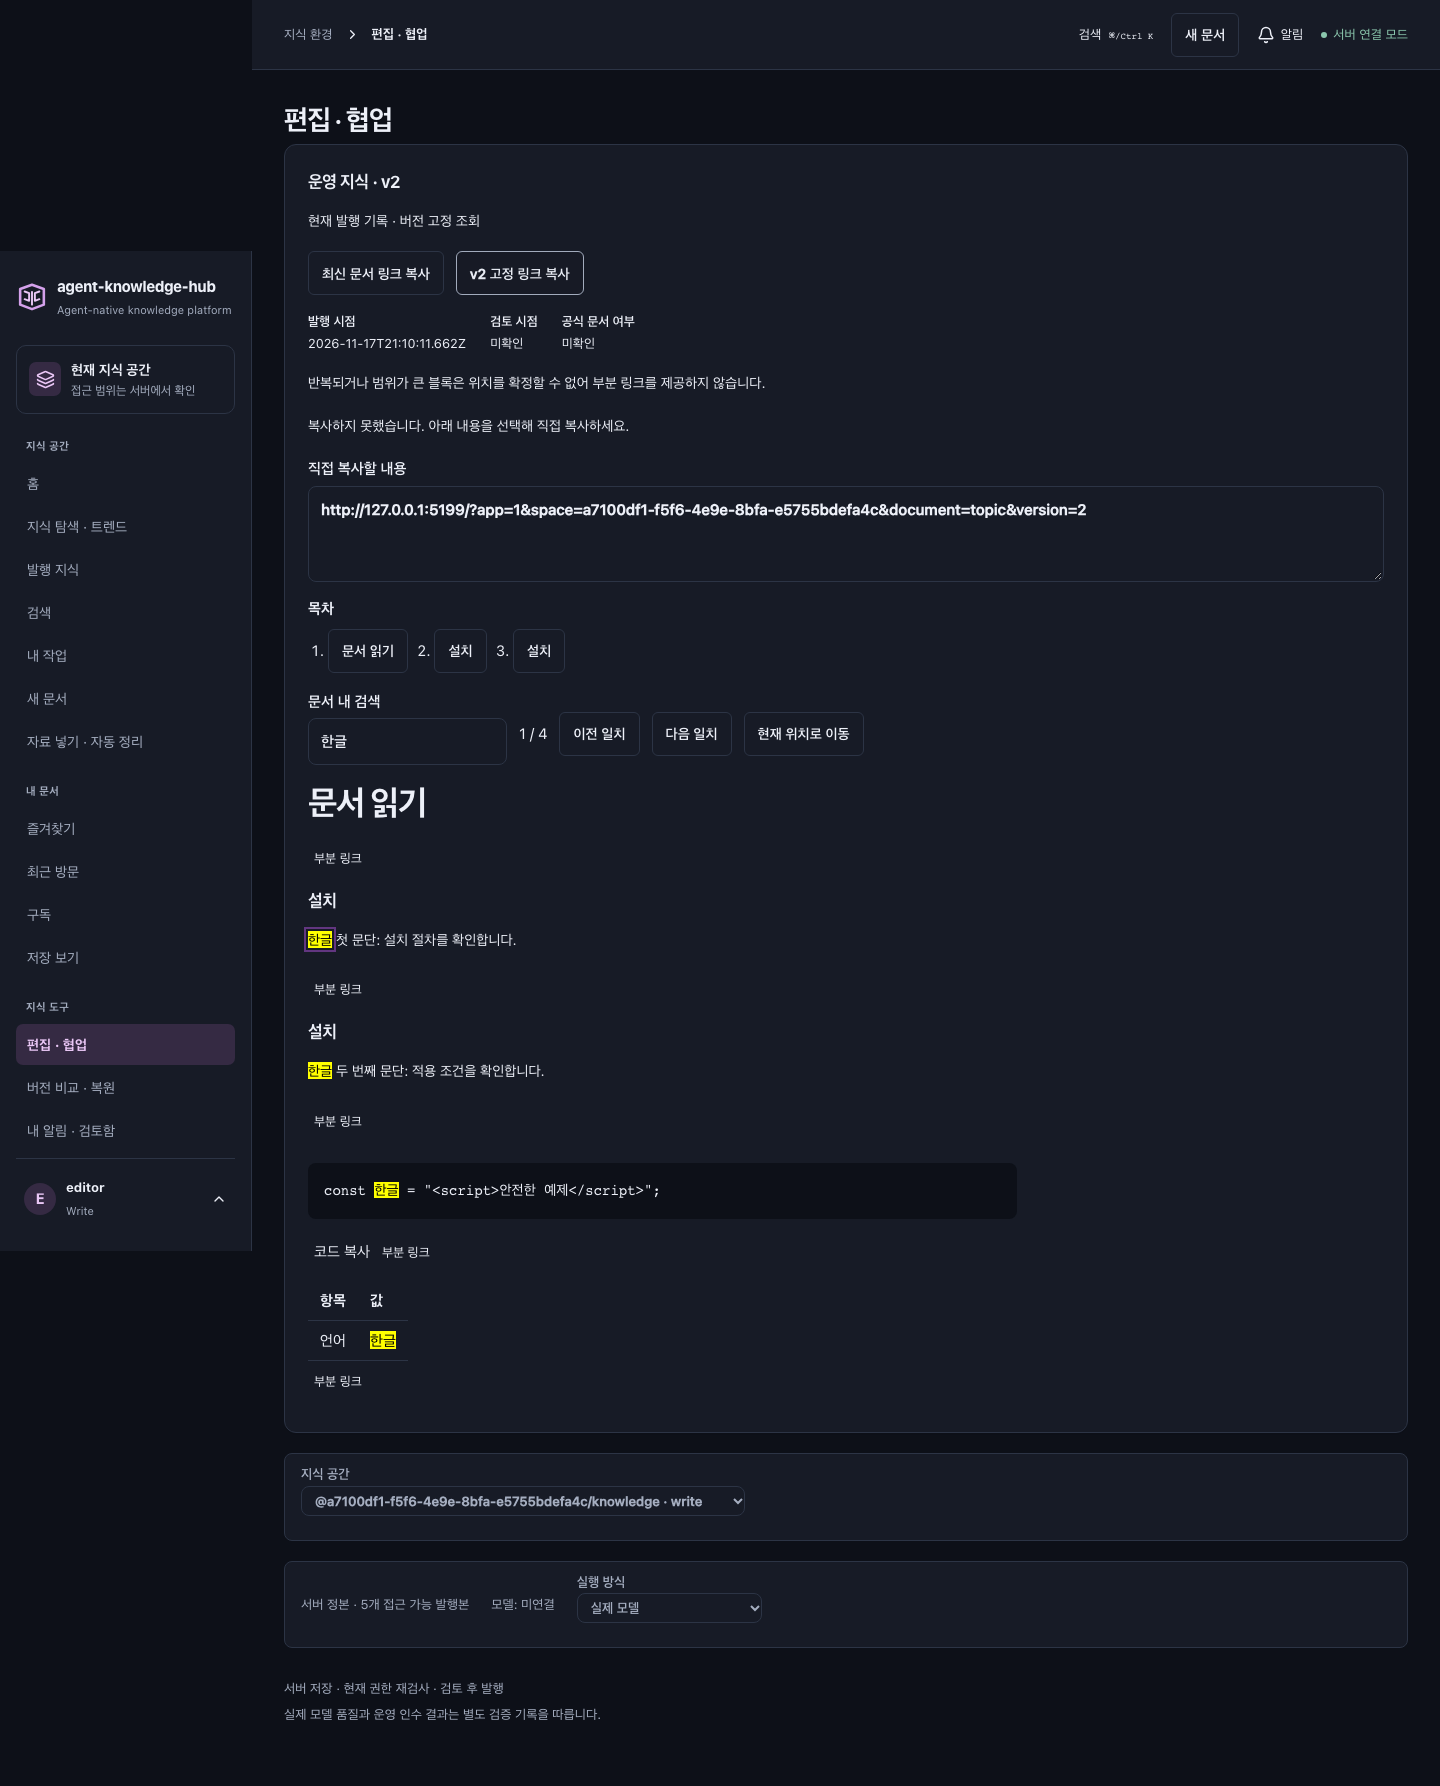 지식 환경 > 편집 · 협업
검색 ⌘/Ctrl K
새 문서
알림
서버 연결 모드
agent-knowledge-hub
Agent-native knowledge platform
현재 지식 공간
접근 범위는 서버에서 확인
지식 공간
홈
지식 탐색 · 트렌드
발행 지식
검색
내 작업
새 문서
자료 넣기 · 자동 정리
내 문서
즐겨찾기
최근 방문
구독
저장 보기
지식 도구
편집 · 협업
버전 비교 · 복원
내 알림 · 검토함
E
editor
Write
편집 · 협업
운영 지식 · v2
현재 발행 기록 · 버전 고정 조회
최신 문서 링크 복사
v2 고정 링크 복사
발행 시점 검토 시점 공식 문서 여부
2026-11-17T21:10:11.662Z 미확인 미확인
반복되거나 범위가 큰 블록은 위치를 확정할 수 없어 부분 링크를 제공하지 않습니다.
복사하지 못했습니다. 아래 내용을 선택해 직접 복사하세요.
직접 복사할 내용
http://127.0.0.1:5199/?app=1&space=a7100df1-f5f6-4e9e-8bfa-e5755bdefa4c&document=topic&version=2
목차
1. 문서 읽기 2. 설치 3. 설치
문서 내 검색
한글 1 / 4 이전 일치 다음 일치 현재 위치로 이동
문서 읽기
부분 링크
설치
한글 첫 문단: 설치 절차를 확인합니다.
부분 링크
설치
한글 두 번째 문단: 적용 조건을 확인합니다.
부분 링크
const 한글 = "<script>안전한 예제</script>";
코드 복사 부분 링크
항목 값
언어 한글
부분 링크
지식 공간
@a7100df1-f5f6-4e9e-8bfa-e5755bdefa4c/knowledge · write
실행 방식
서버 정본 · 5개 접근 가능 발행본 모델: 미연결 실제 모델
서버 저장 · 현재 권한 재검사 · 검토 후 발행
실제 모델 품질과 운영 인수 결과는 별도 검증 기록을 따릅니다.